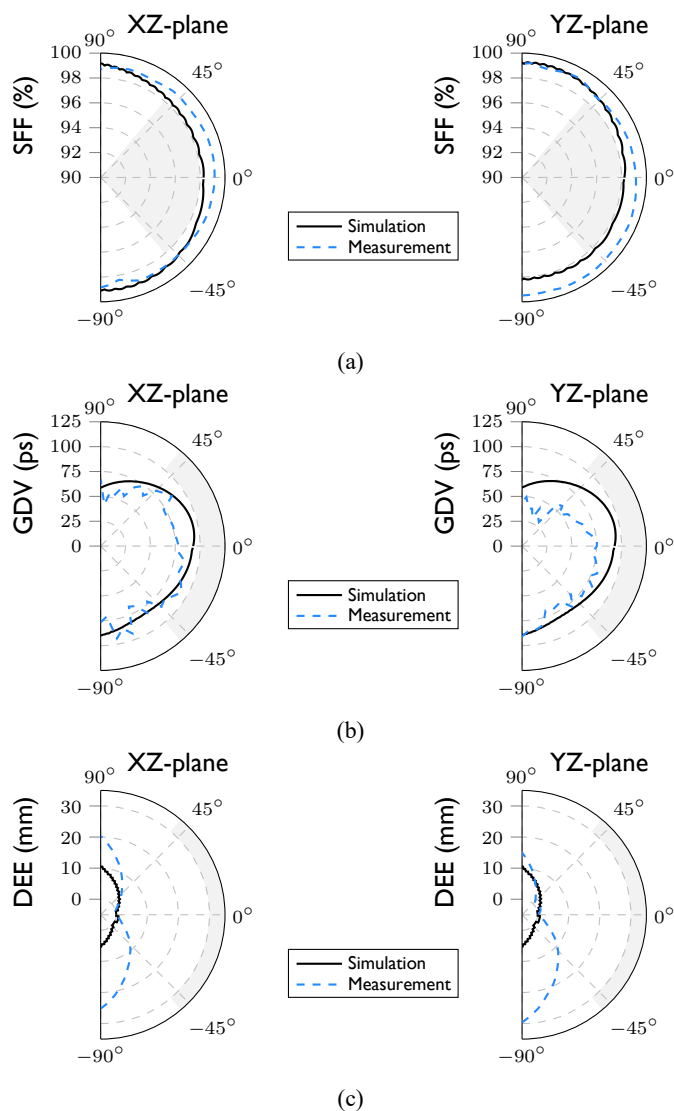 XZ-plane
YZ-plane
90°
90°
100
98
96
94
92
90
SFF (%)
45°
0°
−45°
−90°
100
98
96
94
92
90
SFF (%)
45°
0°
−45°
−90°
Simulation
Measurement
(a)
XZ-plane
YZ-plane
90°
90°
125
100
75
50
25
0
GDV (ps)
45°
0°
−45°
−90°
125
100
75
50
25
0
GDV (ps)
45°
0°
−45°
−90°
Simulation
Measurement
(b)
XZ-plane
YZ-plane
90°
90°
30
20
10
0
DEE (mm)
45°
0°
−45°
−90°
30
20
10
0
DEE (mm)
45°
0°
−45°
−90°
Simulation
Measurement
(c)